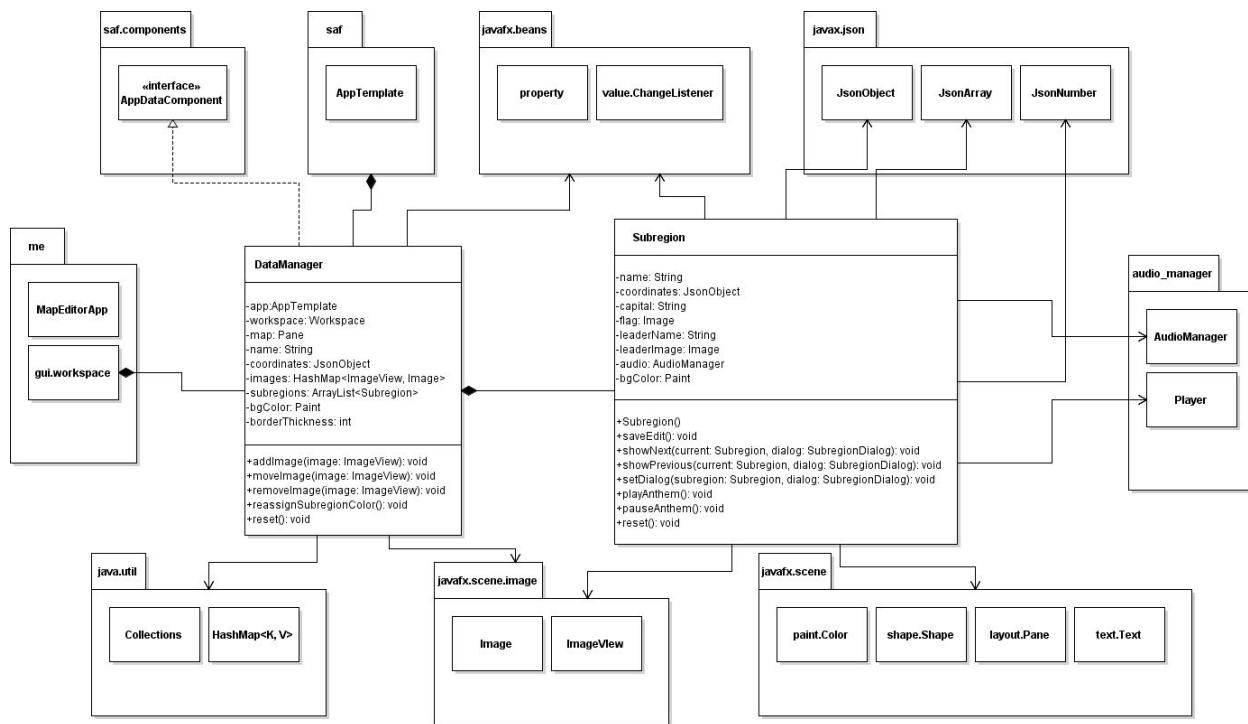 saf.components
«interface»
AppDataComponent
saf
AppTemplate
javafx.beans
property
value.ChangeListener
javax.json
JsonObject
JsonArray
JsonNumber
me
MapEditorApp
gui.workspace
DataManager
-app:AppTemplate
-workspace: Workspace
-map: Pane
-name: String
-coordinates: JsonObject
-images: HashMap<ImageView, Image>
-subregions: ArrayList<Subregion>
-bgColor: Paint
-borderThickness: int
+addImage(image: ImageView): void
+moveImage(image: ImageView): void
+removeImage(image: ImageView): void
+reassignSubregionColor(): void
+reset(): void
Subregion
-name: String
-coordinates: JsonObject
-capital: String
-flag: Image
-leaderName: String
-leaderImage: Image
-audio: AudioManager
-bgColor: Paint
+Subregion()
+saveEdit(): void
+showNext(current: Subregion, dialog: SubregionDialog): void
+showPrevious(current: Subregion, dialog: SubregionDialog): void
+setDialog(subregion: Subregion, dialog: SubregionDialog): void
+playAnthem(): void
+pauseAnthem(): void
+reset(): void
audio_manager
AudioManager
Player
java.util
Collections
HashMap<K, V>
javafx.scene.image
Image
ImageVIew
javafx.scene
paint.Color
shape.Shape
layout.Pane
text.Text